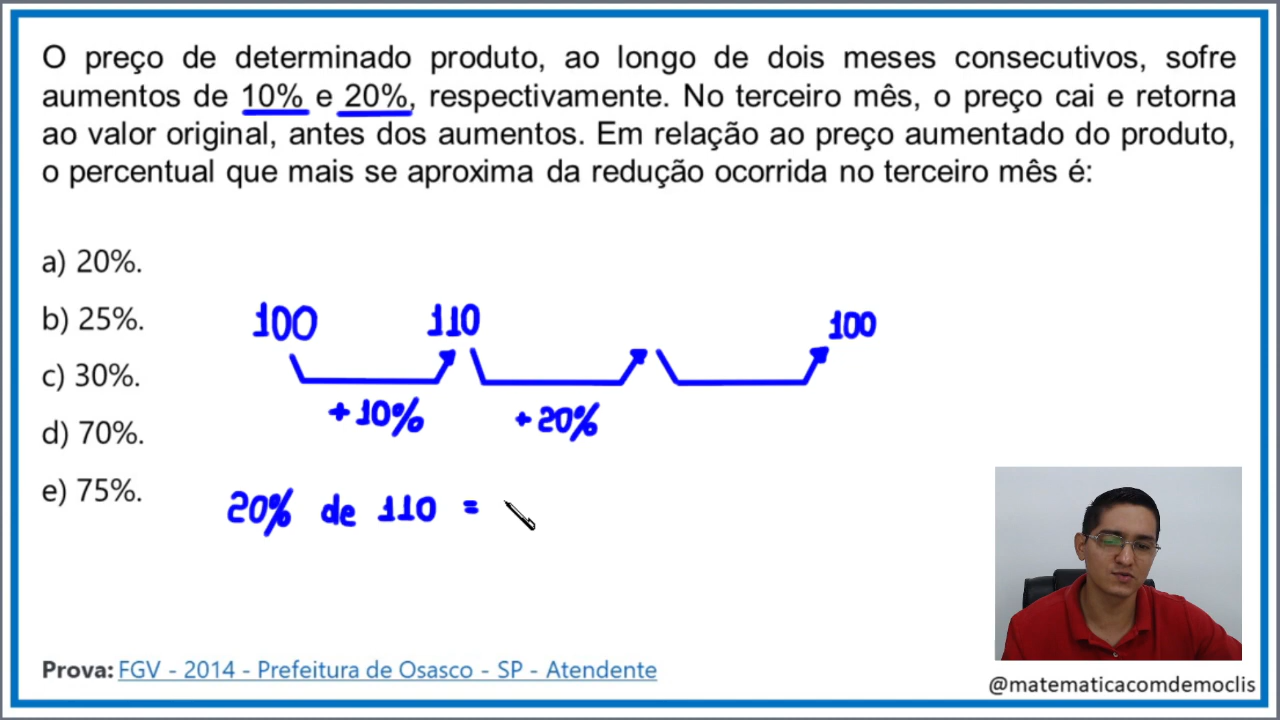 O preço de determinado produto, ao longo de dois meses consecutivos, sofre
aumentos de 10% e 20%, respectivamente. No terceiro mês, o preço cai e retorna
ao valor original, antes dos aumentos. Em relação ao preço aumentado do produto,
o percentual que mais se aproxima da redução ocorrida no terceiro mês é:
a) 20%.
b) 25%.
c) 30%.
d) 70%.
e) 75%.
100 110 100
+10% +20%
20% de 110 =
Prova: FGV - 2014 - Prefeitura de Osasco - SP - Atendente
@matematicacomdemoclis